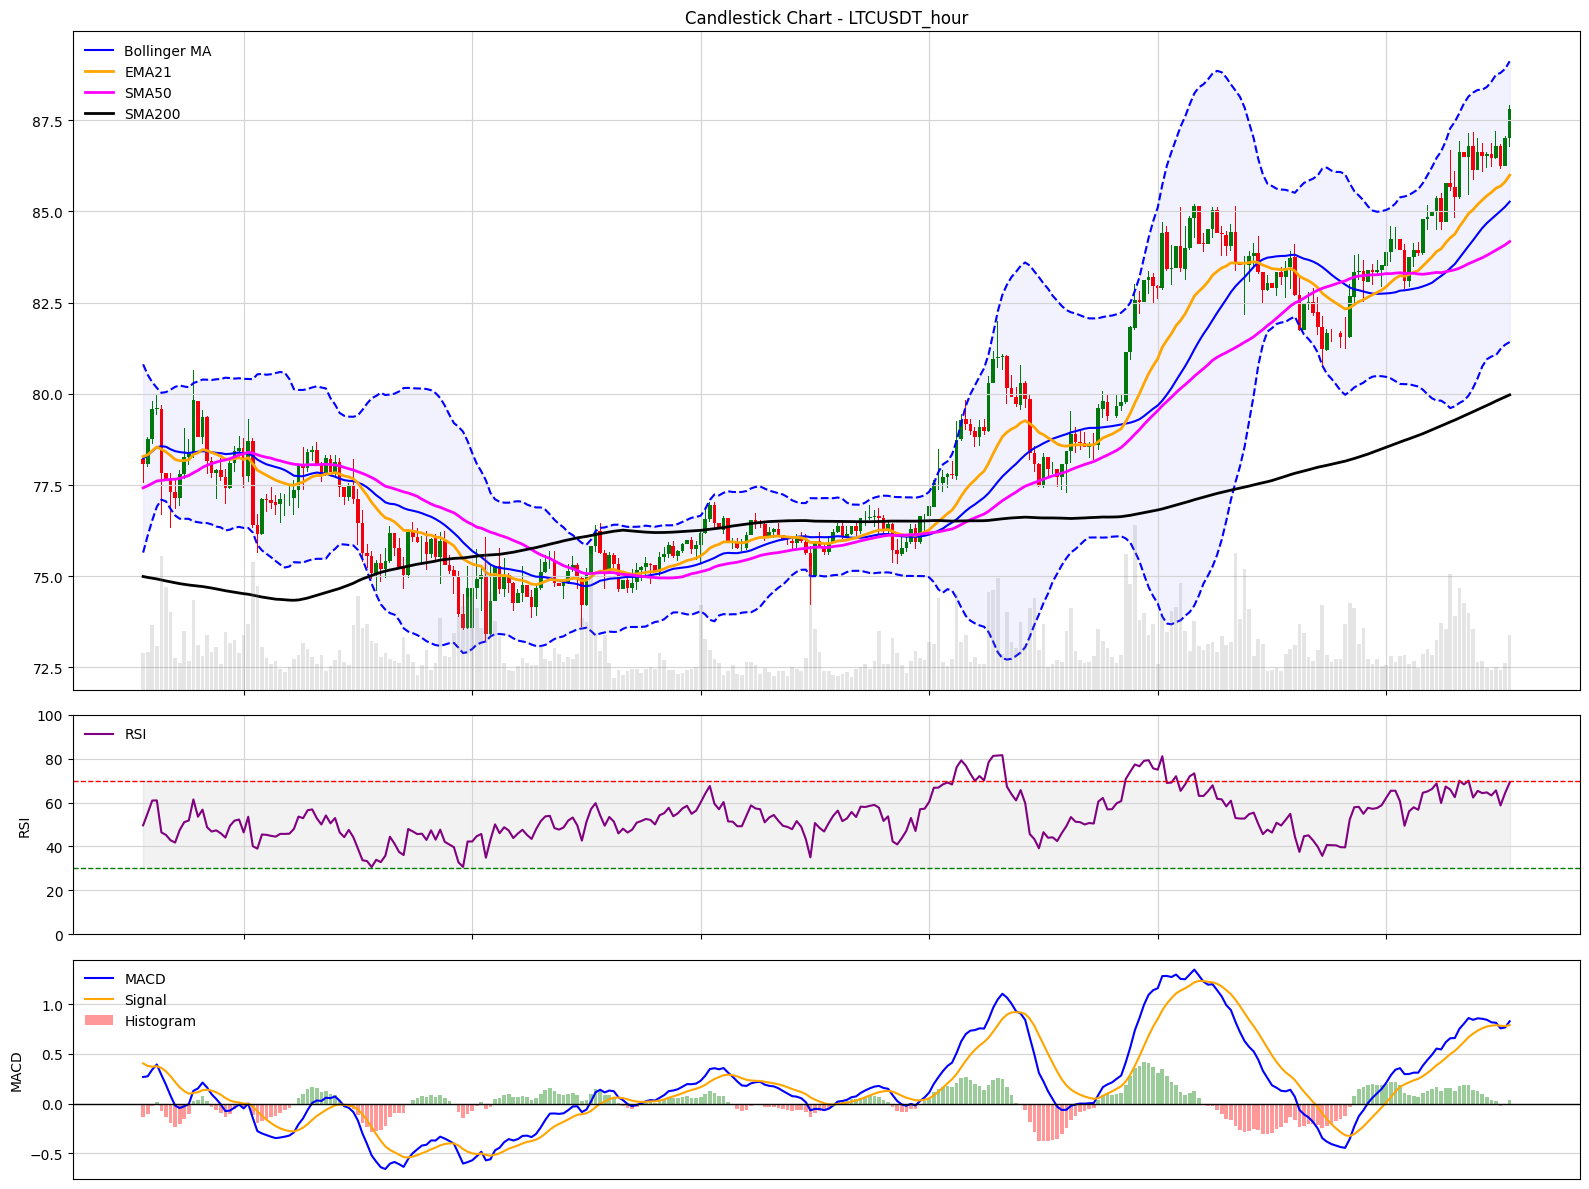 Candlestick Chart - LTCUSDT_hour
Bollinger MA
EMA21
SMA50
SMA200
87.5
85.0
82.5
80.0
77.5
75.0
72.5
RSI
100
80
60
40
20
0
RSI
MACD
Signal
Histogram
1.0
0.5
0.0
−0.5
MACD